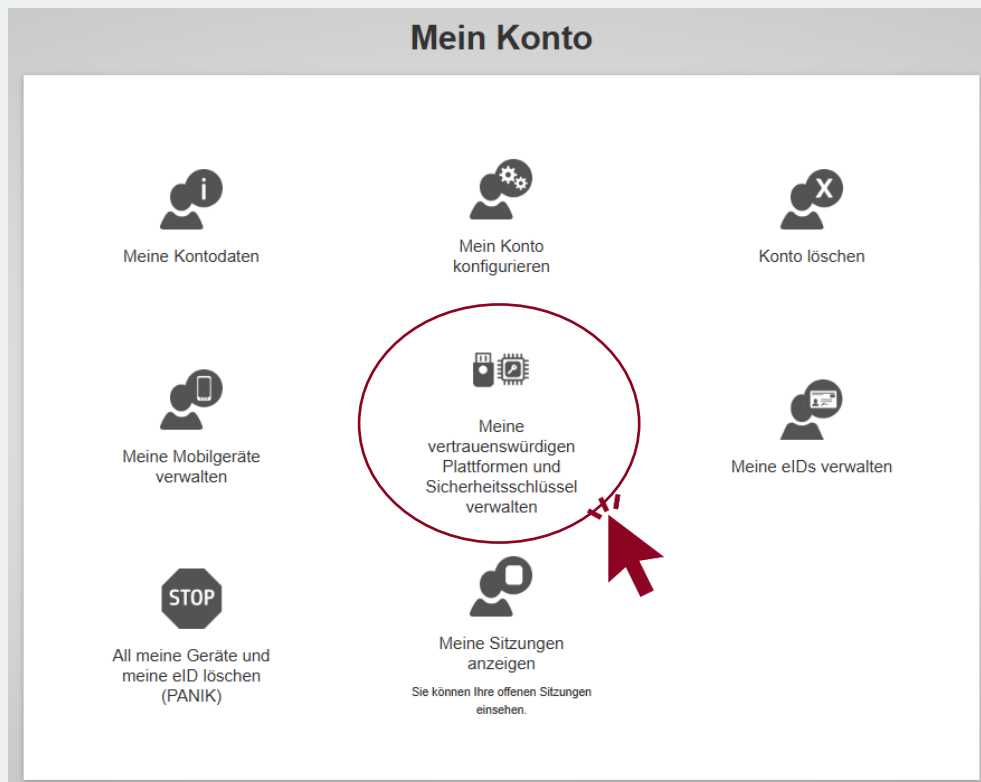 Mein Konto
i
X
Meine Kontodaten
Mein Konto
konfigurieren
Konto löschen
Meine Mobilgeräte
verwalten
Meine
vertrauenswürdigen
Plattformen und
Sicherheitsschlüssel
verwalten
Meine eIDs verwalten
STOP
All meine Geräte und
meine eID löschen
(PANIK)
Meine Sitzungen
anzeigen
Sie können Ihre offenen Sitzungen
einsehen.